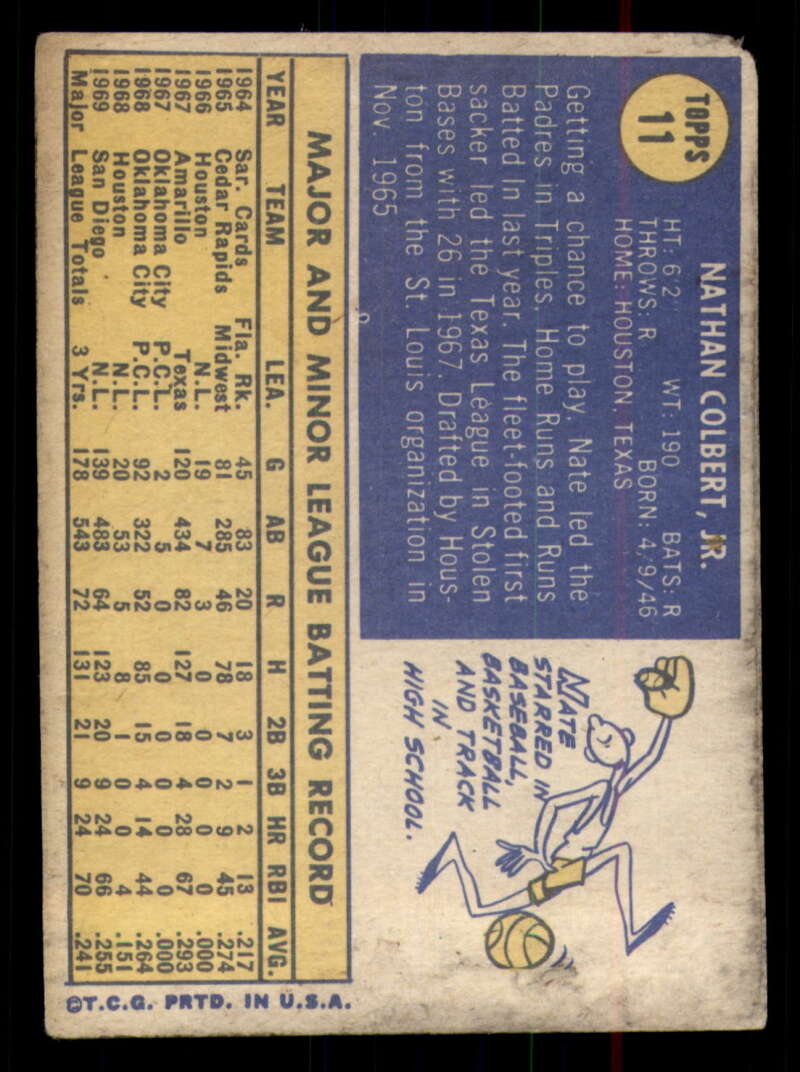 TOPPS
11
NATHAN COLBERT, JR.
HT: 6'2" WT: 190 BATS: R
THROWS: R BORN: 4/9/46
HOME: HOUSTON, TEXAS
Getting a chance to play, Nate led the
Padres in Triples, Home Runs and Runs
Batted In last year. The fleet-footed first
sacker led the Texas League in Stolen
Bases with 26 in 1967. Drafted by Hous-
ton from the St. Louis organization in
Nov. 1965
NATE
STARRED IN
BASEBALL,
BASKETBALL
AND TRACK
IN
HIGH SCHOOL.
MAJOR AND MINOR LEAGUE BATTING RECORD
YEAR TEAM LEA. G AB R H 2B 3B HR RBI AVG.
1964 Sar. Cards Fla. Rk. 45 83 20 18 3 1 2 13 .217
1965 Cedar Rapids Midwest 81 285 46 78 7 2 9 45 .274
1966 Houston N.L. 19 7 3 0 0 0 0 0 .000
1967 Amarillo Texas 120 434 82 127 18 4 28 67 .293
1967 Oklahoma City P.C.L. 2 5 0 0 0 0 0 0 .000
1968 Oklahoma City P.C.L. 92 322 52 85 15 4 14 44 .264
1968 Houston N.L. 20 53 5 8 1 0 0 4 .151
1969 San Diego N.L. 139 483 64 123 20 9 24 66 .255
Major League Totals 3 Yrs. 178 543 72 131 21 9 24 70 .241
©T.C.G. PRTD. IN U.S.A.